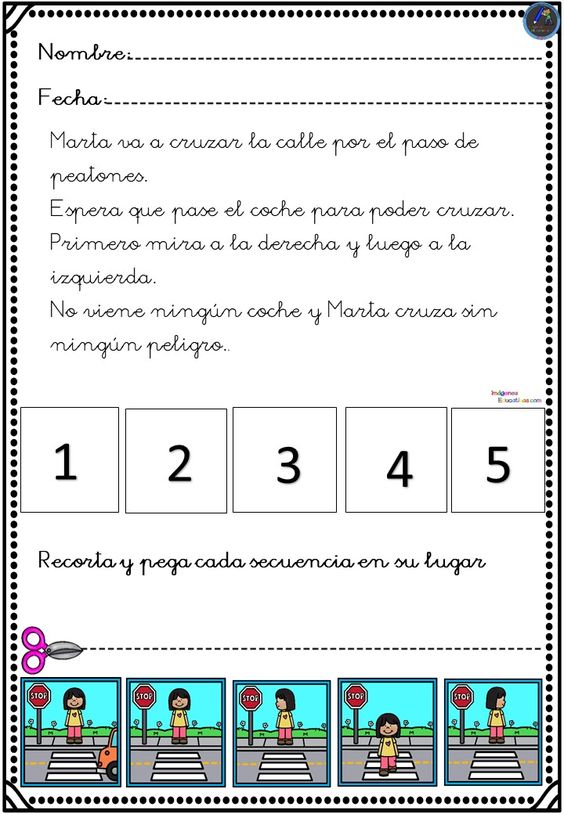 Nombre:
Fecha:
Marta va a cruzar la calle por el paso de
peatones.
Espera que pase el coche para poder cruzar.
Primero mira a la derecha y luego a la
izquierda.
No viene ningún coche y Marta cruza sin
ningún peligro..
Imágenes
Educativas.com
1 2 3 4 5
Recorta y pega cada secuencia en su lugar
STOP STOP STOP STOP STOP